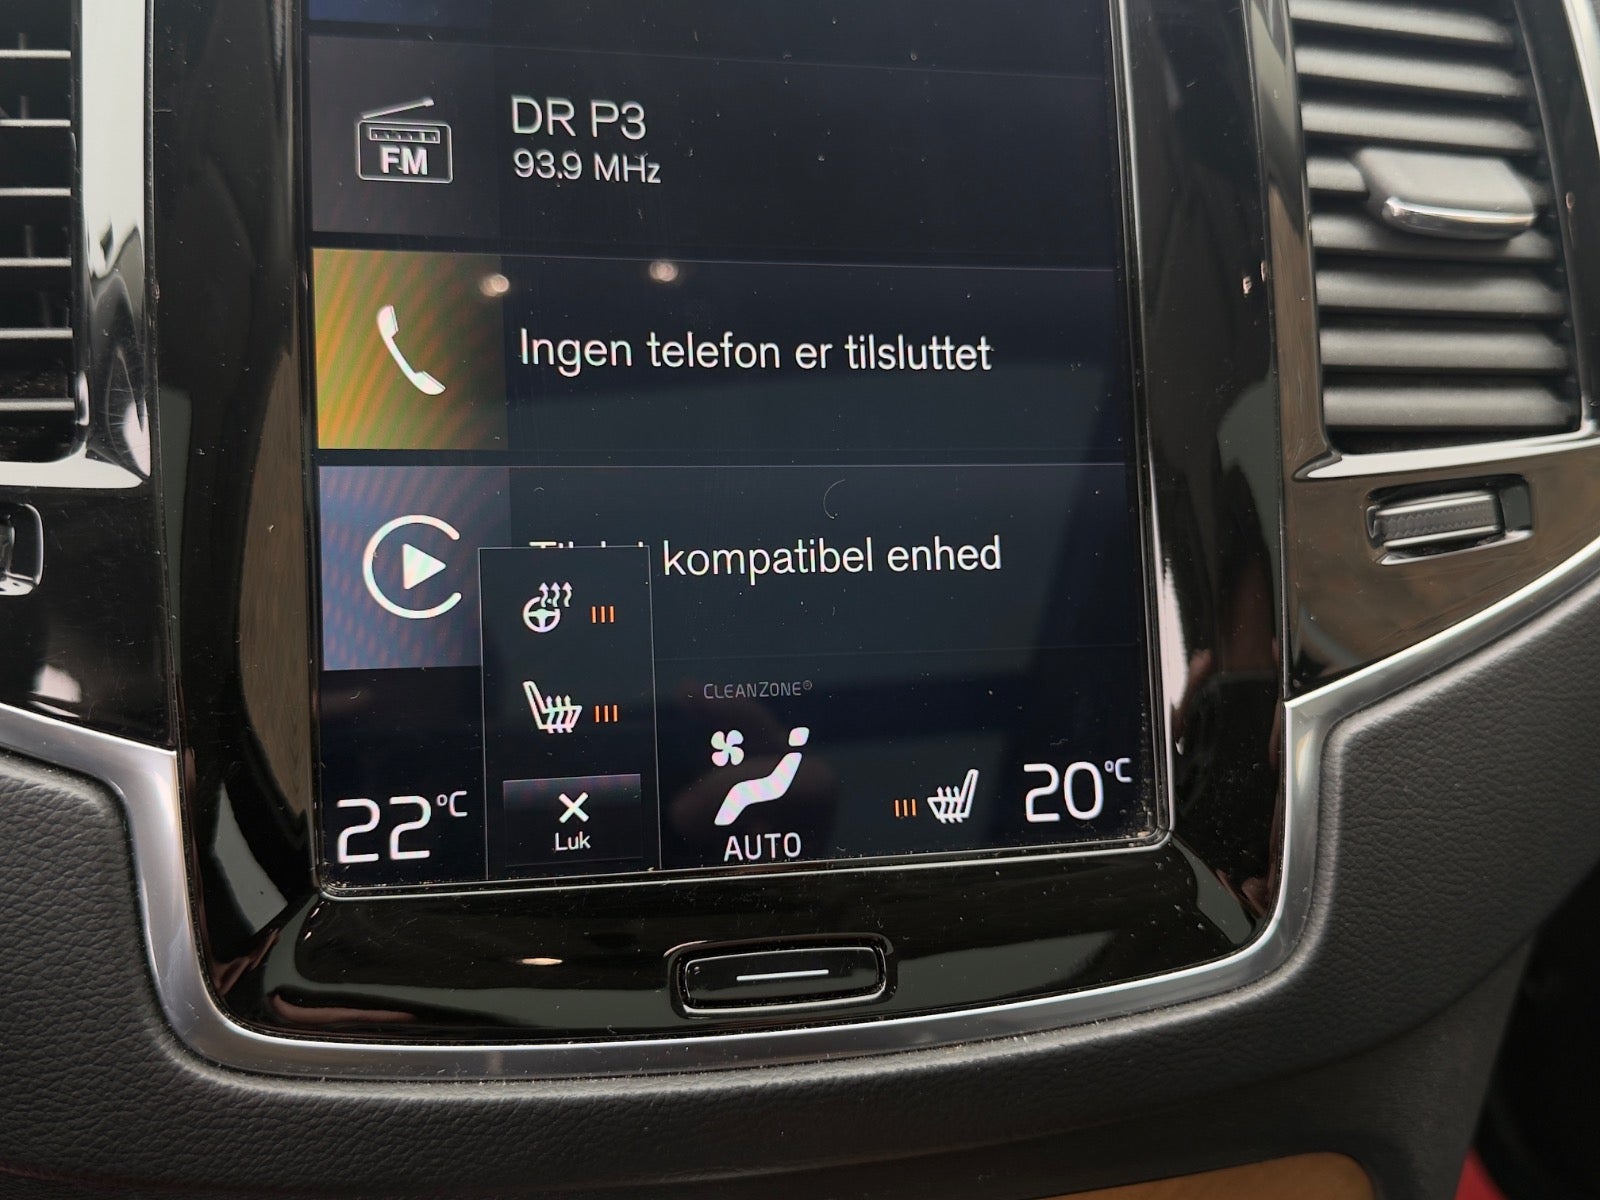 DR P3
93.9 MHz
FM
Ingen telefon er tilsluttet
kompatibel enhed
CLEANZONE®
22°C
Luk
AUTO
20°C